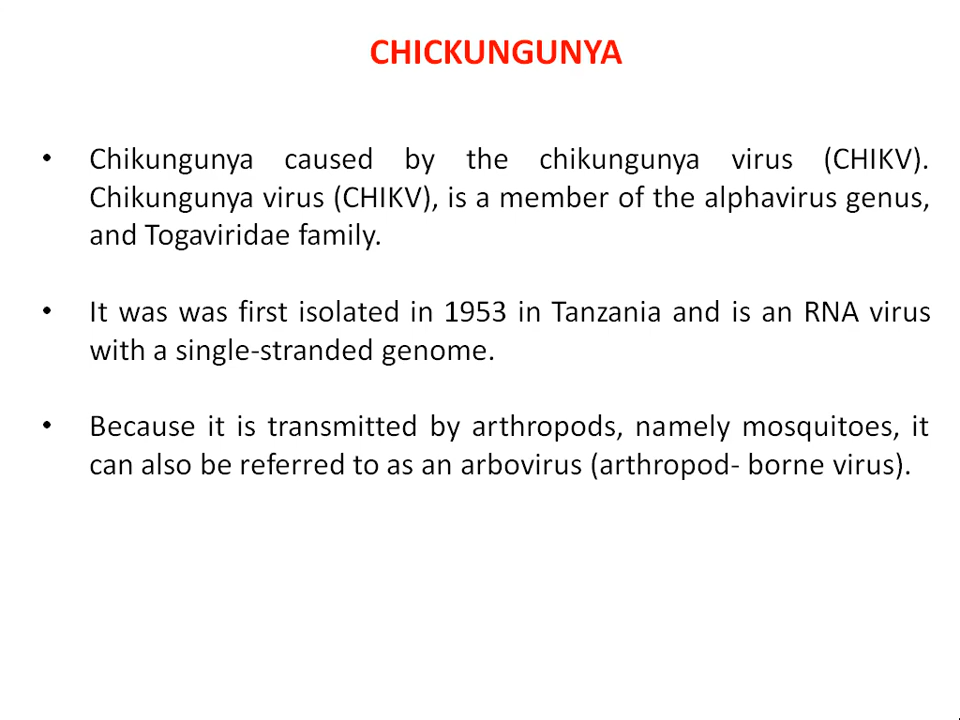 CHICKUNGUNYA
• Chikungunya caused by the chikungunya virus (CHIKV).
Chikungunya virus (CHIKV), is a member of the alphavirus genus,
and Togaviridae family.
• It was was first isolated in 1953 in Tanzania and is an RNA virus
with a single-stranded genome.
• Because it is transmitted by arthropods, namely mosquitoes, it
can also be referred to as an arbovirus (arthropod- borne virus).